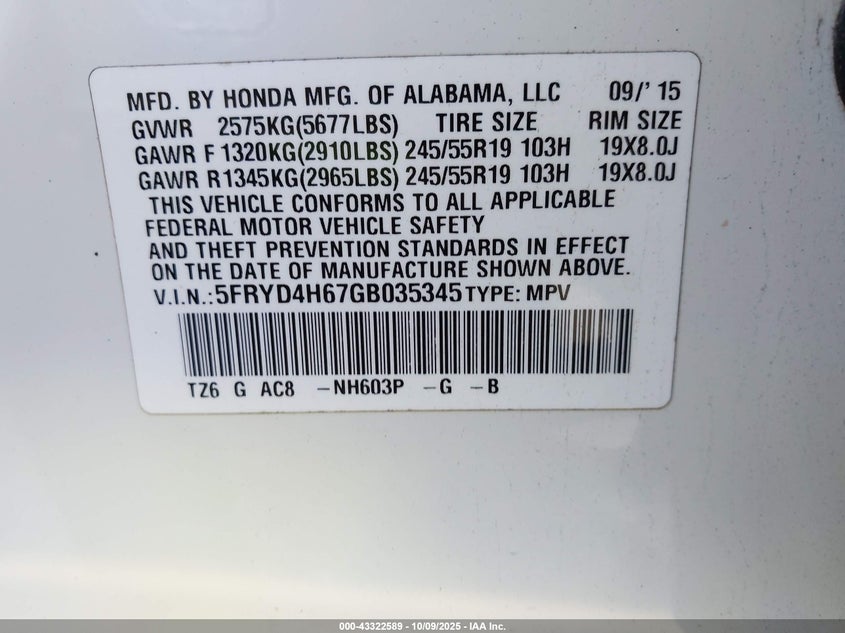 MFD. BY HONDA MFG. OF ALABAMA, LLC 09/' 15
GVWR 2575KG(5677LBS) TIRE SIZE RIM SIZE
GAWR F 1320KG(2910LBS) 245/55R19 103H 19X8.0J
GAWR R 1345KG(2965LBS) 245/55R19 103H 19X8.0J
THIS VEHICLE CONFORMS TO ALL APPLICABLE
FEDERAL MOTOR VEHICLE SAFETY
AND THEFT PREVENTION STANDARDS IN EFFECT
ON THE DATE OF MANUFACTURE SHOWN ABOVE.
V.I.N.: 5FRYD4H67GB035345 TYPE: MPV
TZ6 G AC8 -NH603P -G -B
000-43322589 - 10/09/2025 - IAA Inc.